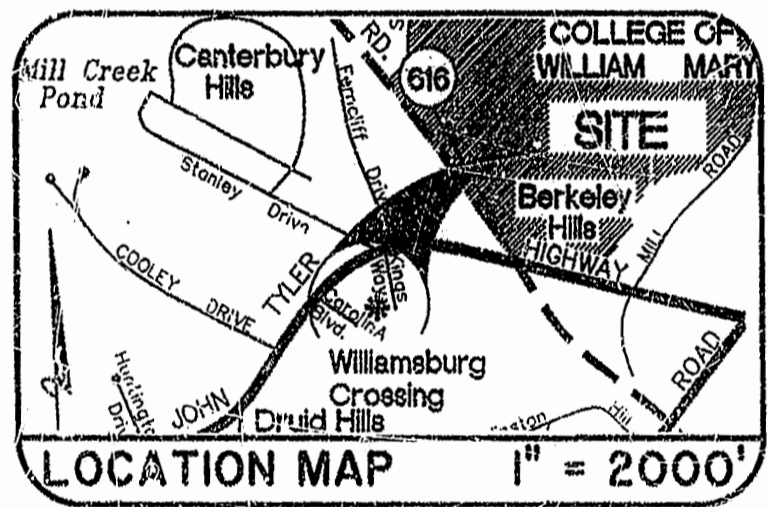 COLLEGE OF
WILLIAM MARY
RD.
616
Canterbury
Hills
Mill Creek
Pond
Ferncliff
Drive
SITE
Stanley
Drive
ROAD
Berkeley
Hills
HIGHWAY
MILL
COOLEY
DRIVE
TYLER
Kings
Way
Carolina
Blvd.
Williamsburg
Crossing
ROAD
JOHN
Druid Hills
LOCATION MAP 1" = 2000'